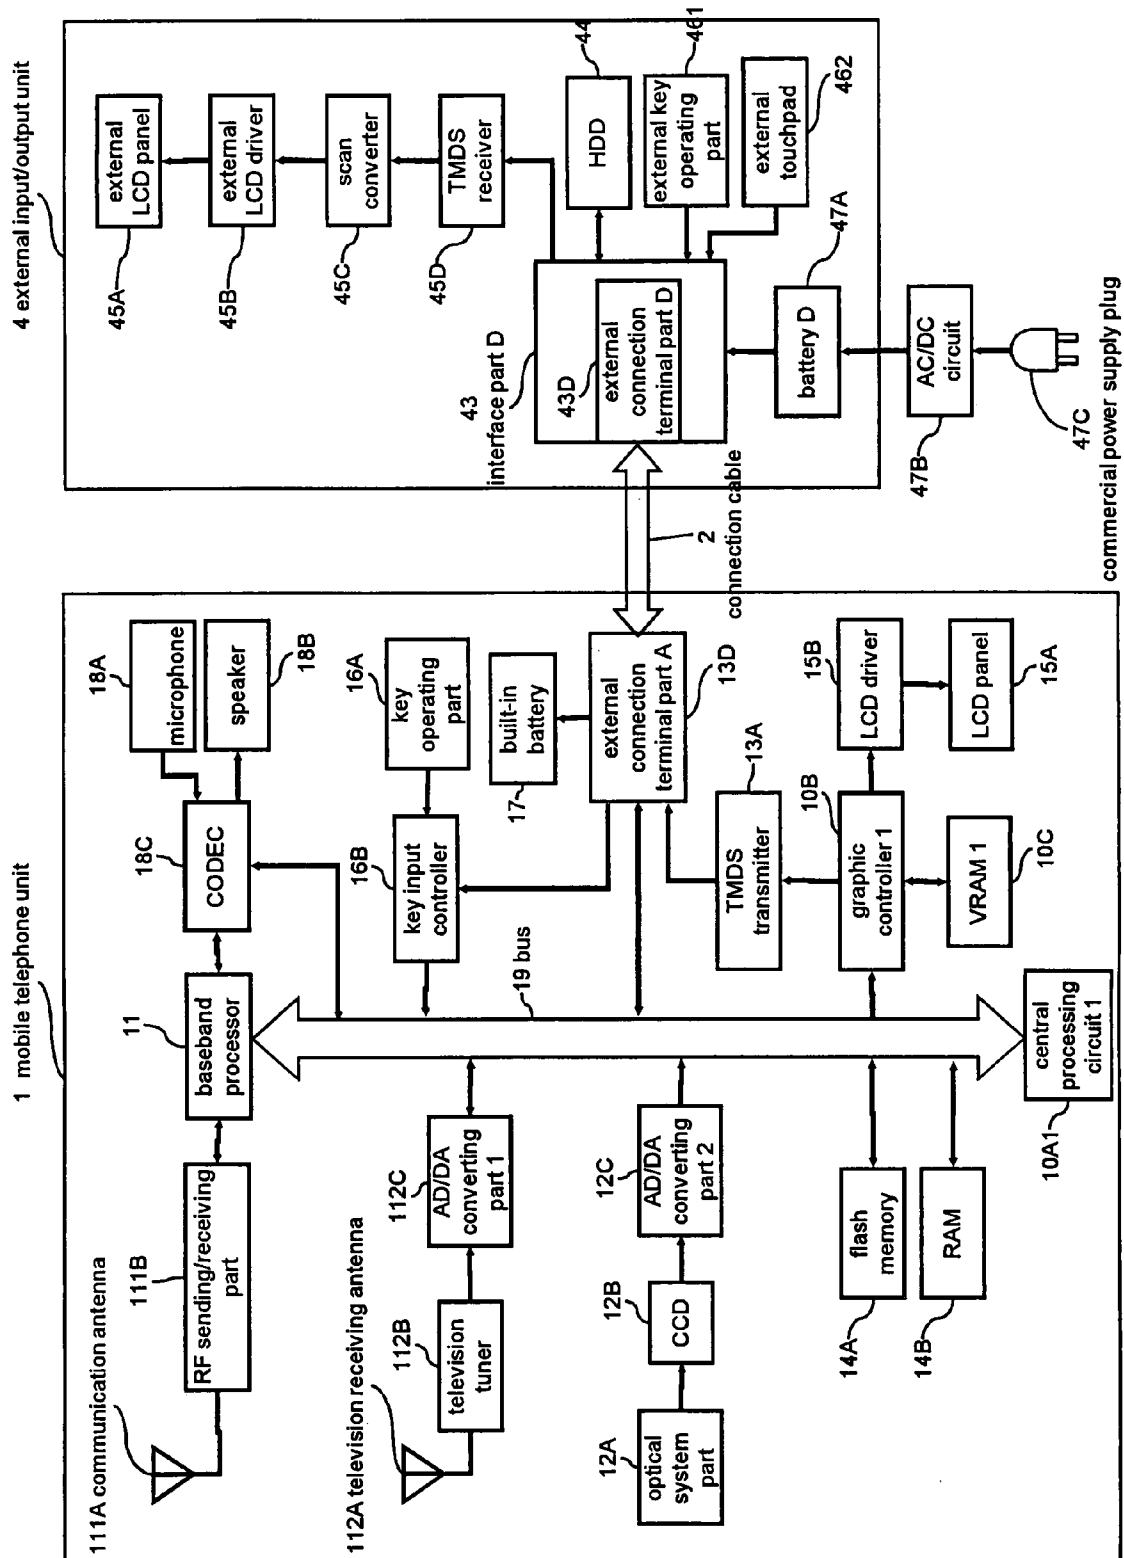 1 mobile telephone unit
111A communication antenna
111B
RF sending/receiving
part
11
baseband
processor
18C
CODEC
18A
microphone
speaker
18B
112A television receiving antenna
112B
television
tuner
112C
AD/DA
converting
part 1
16A
key
operating
part
16B
key input
controller
built-in
battery
17
external
connection
terminal part A
13D
19 bus
12A
optical
system
part
12B
CCD
12C
AD/DA
converting
part 2
13A
TMDS
transmitter
10B
graphic
controller 1
15B
LCD driver
LCD panel
15A
VRAM 1
10C
flash
memory
14A
RAM
14B
central
processing
circuit 1
10A1
2
connection cable
4 external input/output unit
external
LCD panel
45A
external
LCD driver
45B
scan
converter
45C
TMDS
receiver
45D
43
interface part D
43D
external
connection
terminal part D
HDD
44
external key
operating
part
461
external
touchpad
462
battery D
47A
AC/DC
circuit
47B
47C
commercial power supply plug